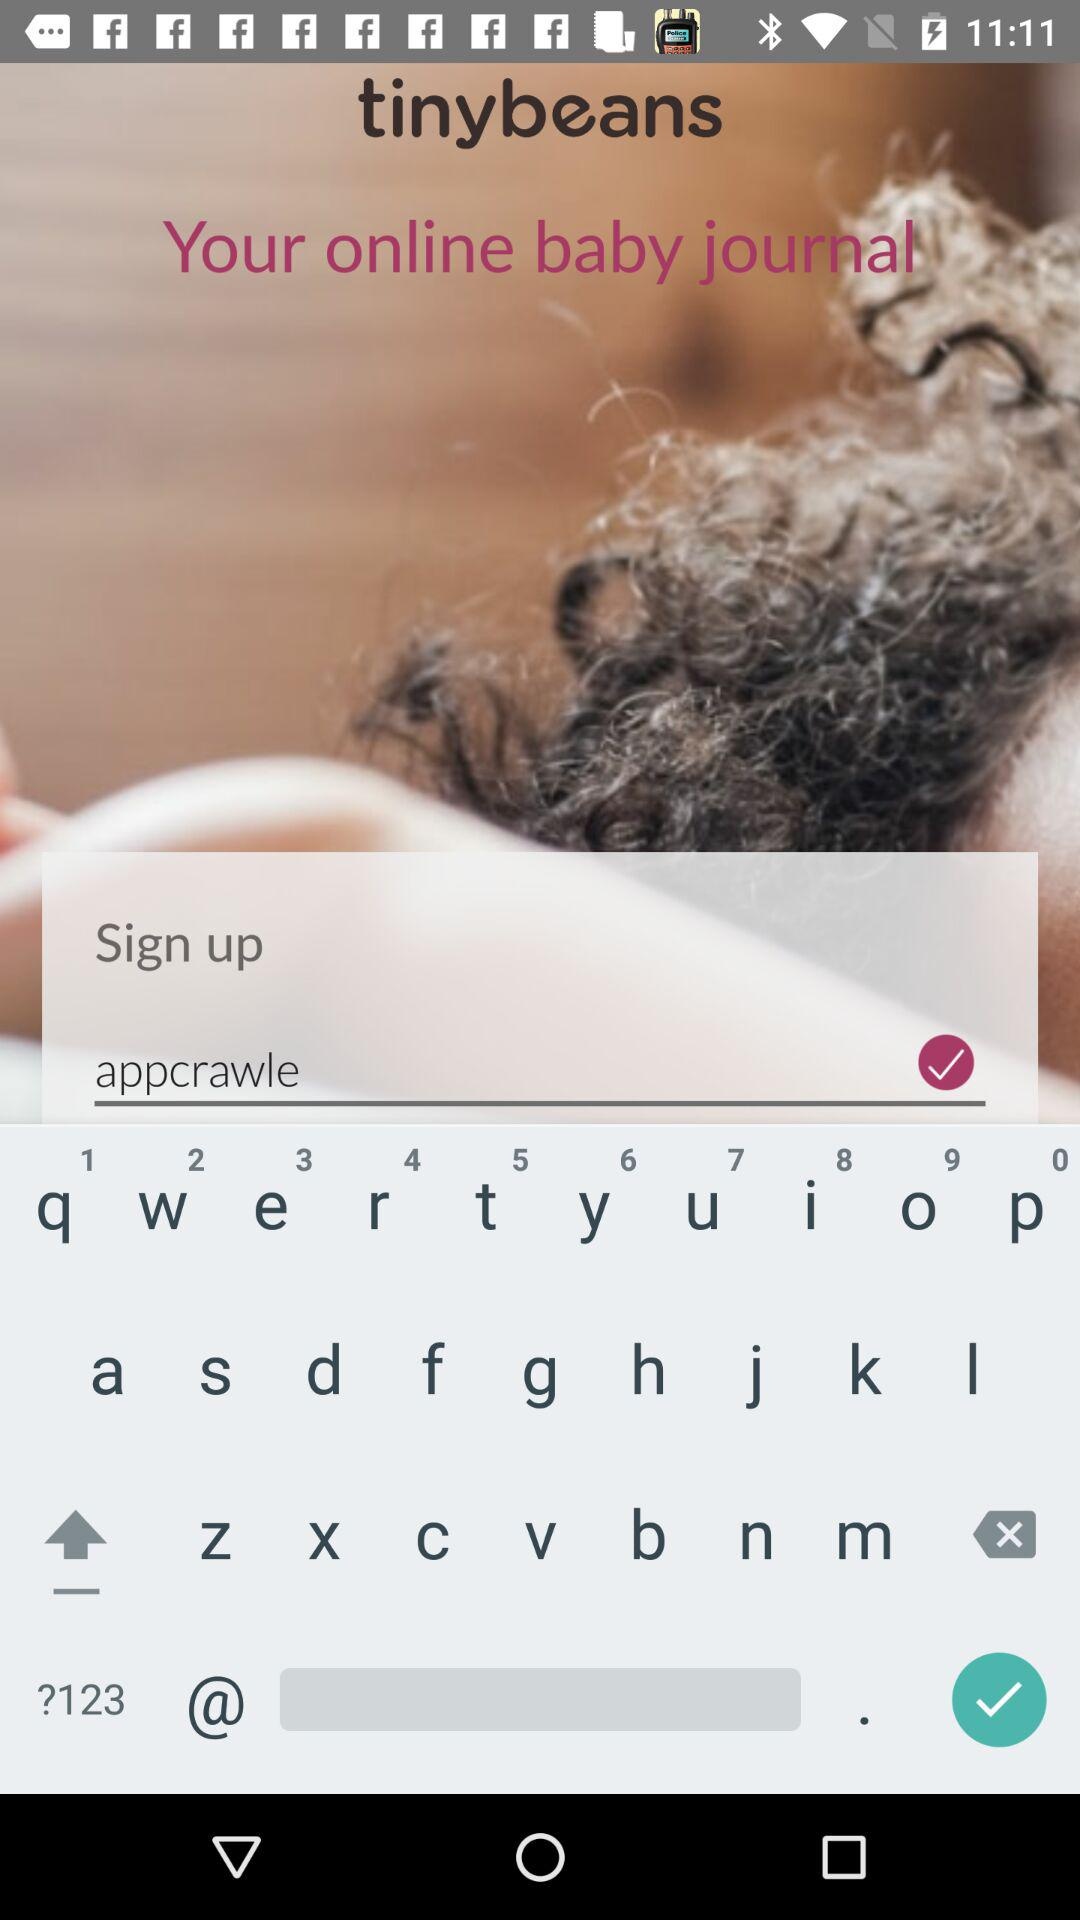 11:11
tinybeans
Your online baby journal
Sign up
appcrawle
1 2 3 4 5 6 7 8 9 0
q w e r t y u i o p
a s d f g h j k l
z x c v b n m
?123 @ .